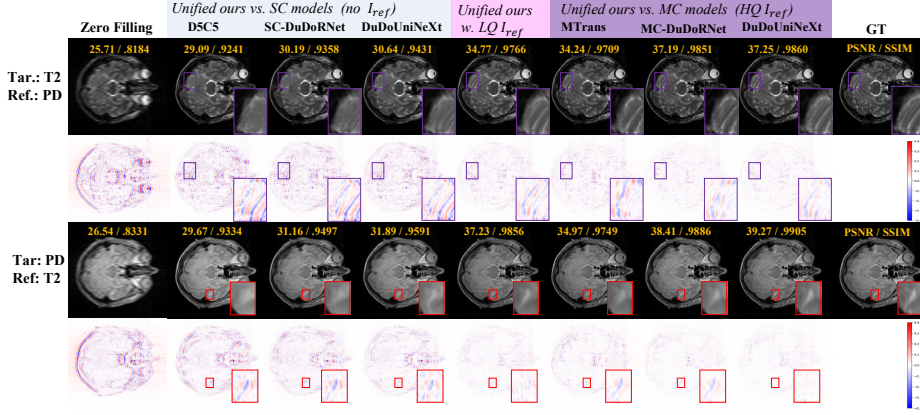 Unified ours vs. SC models (no I_ref)
Unified ours w. LQ I_ref
Unified ours vs. MC models (HQ I_ref)
Zero Filling D5C5 SC-DuDoRNet DuDoUniNeXt MTrans MC-DuDoRNet DuDoUniNeXt GT
25.71 / .8184 29.09 / .9241 30.19 / .9358 30.64 / .9431 34.77 / .9766 34.24 / .9709 37.19 / .9851 37.25 / .9860 PSNR / SSIM
Tar.: T2
Ref.: PD
26.54 / .8331 29.67 / .9334 31.16 / .9497 31.89 / .9591 37.23 / .9856 34.97 / .9749 38.41 / .9886 39.27 / .9905 PSNR / SSIM
Tar: PD
Ref: T2